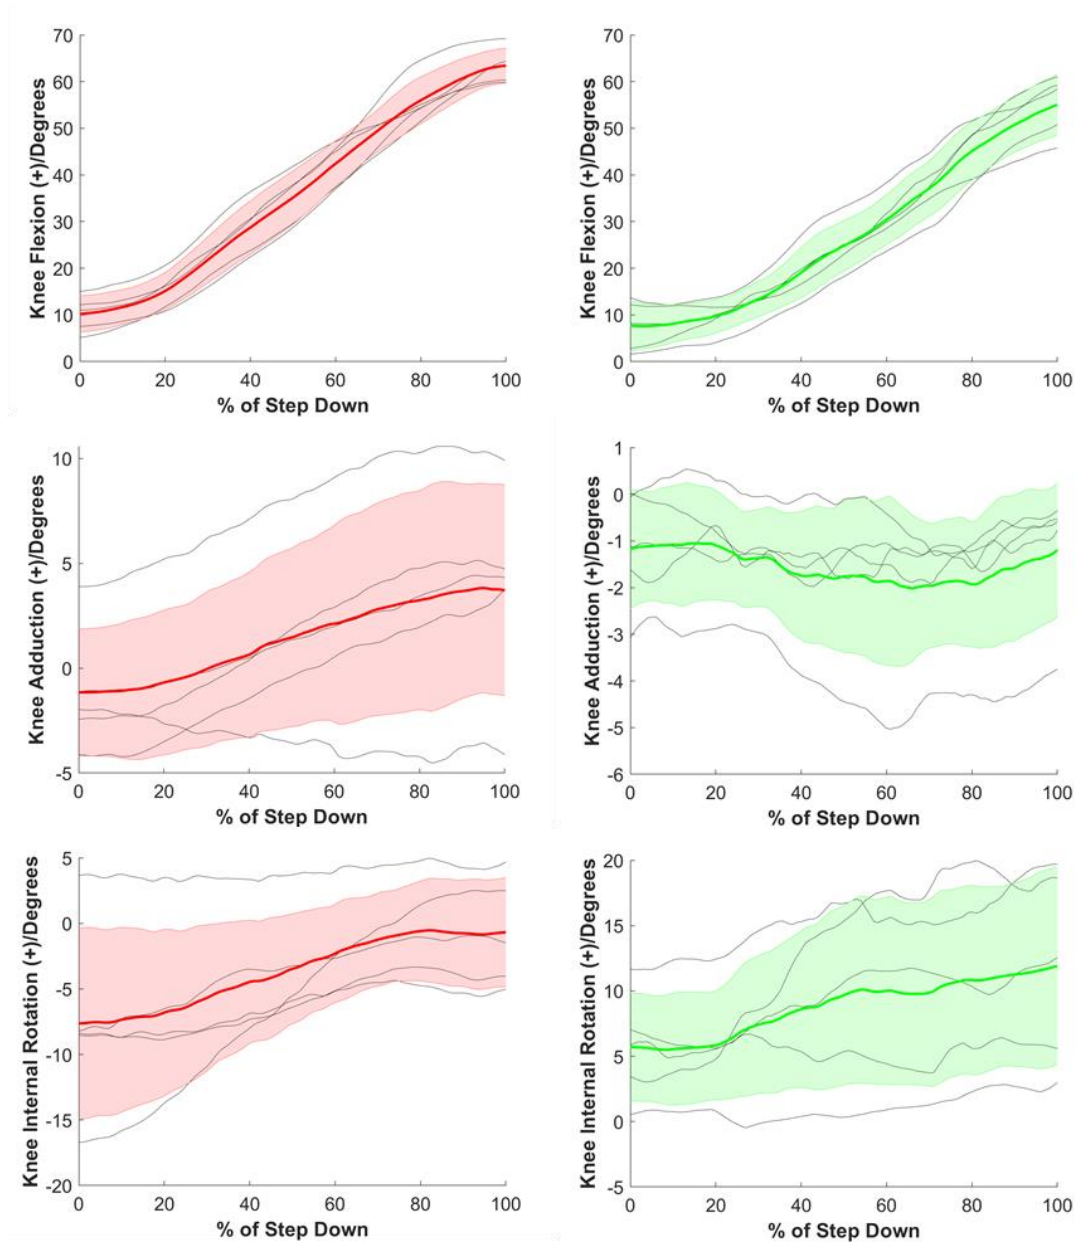 70
60
50
40
30
20
10
0
Knee Flexion (+)/Degrees
0 20 40 60 80 100
% of Step Down
70
60
50
40
30
20
10
0
Knee Flexion (+)/Degrees
0 20 40 60 80 100
% of Step Down
10
5
0
-5
Knee Adduction (+)/Degrees
0 20 40 60 80 100
% of Step Down
1
0
-1
-2
-3
-4
-5
-6
Knee Adduction (+)/Degrees
0 20 40 60 80 100
% of Step Down
5
0
-5
-10
-15
-20
Knee Internal Rotation (+)/Degrees
0 20 40 60 80 100
% of Step Down
20
15
10
5
0
-5
Knee Internal Rotation (+)/Degrees
0 20 40 60 80 100
% of Step Down